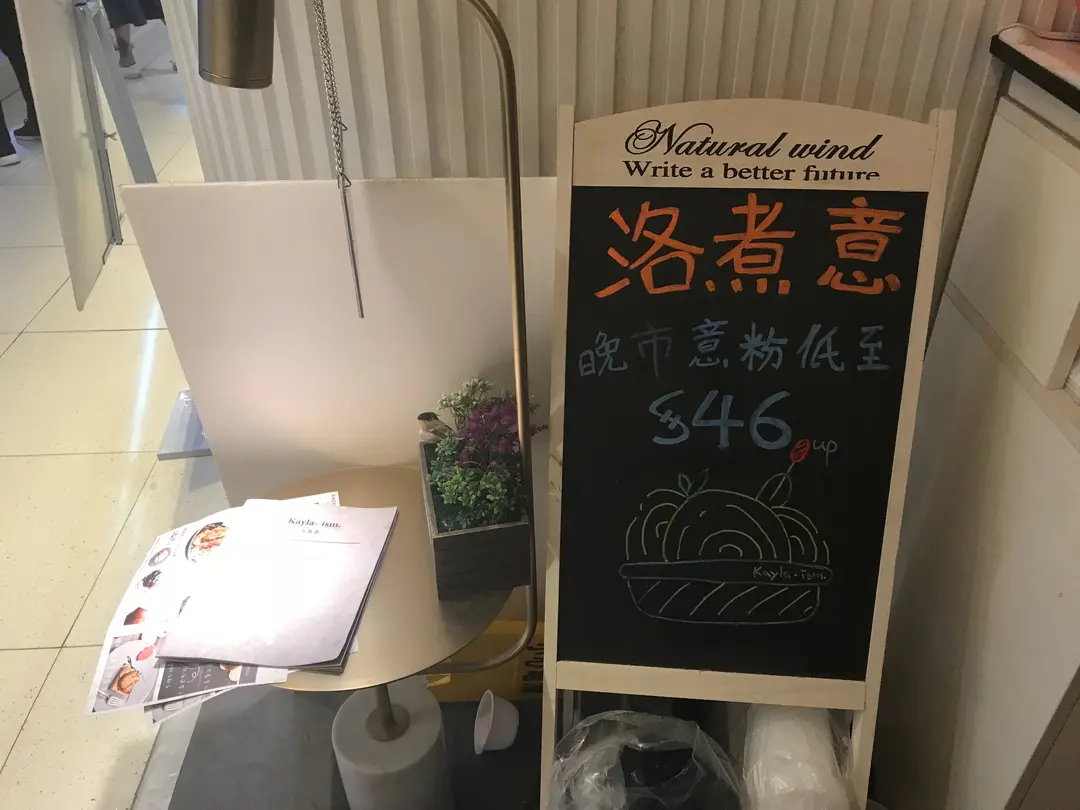 Natural wind
Write a better future
洛煮意
晚市意粉低至
$46
up
Kayla-ism.
Kayla-ism.